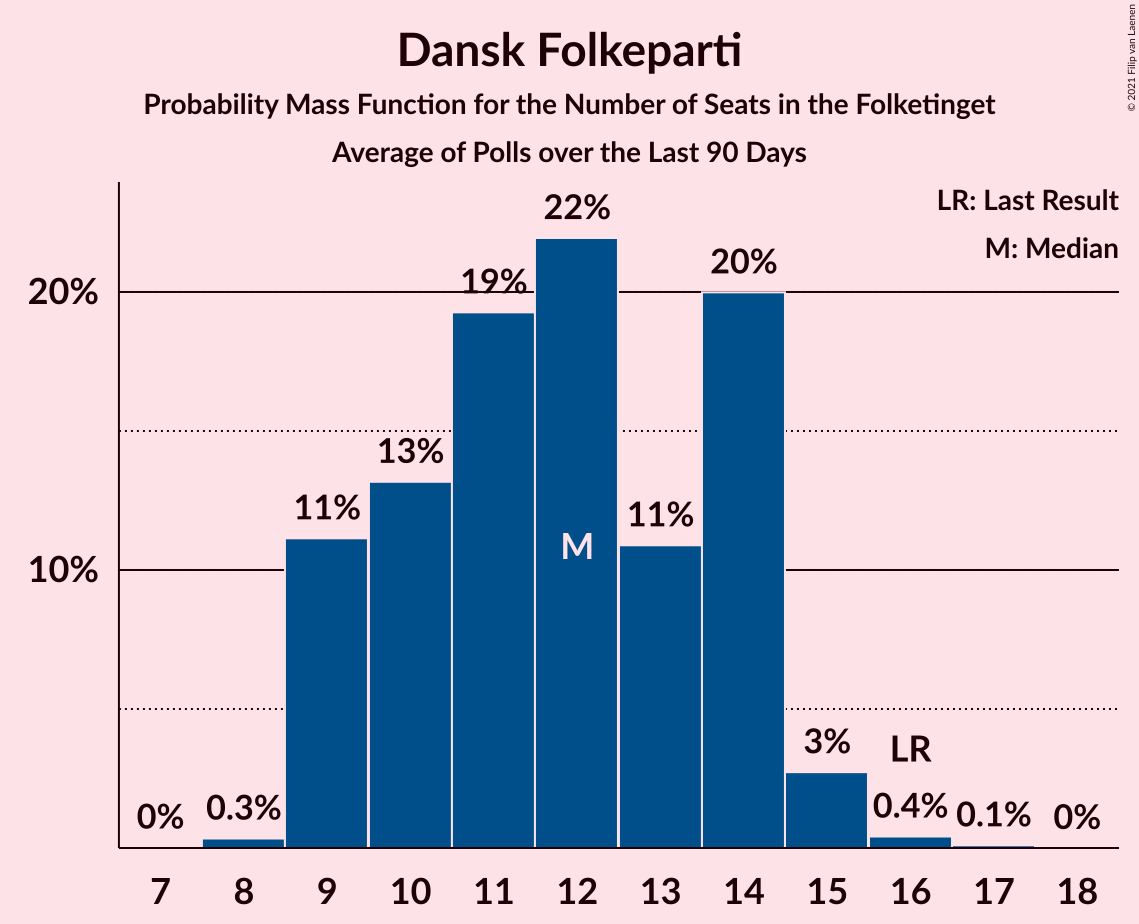 Dansk Folkeparti
Probability Mass Function for the Number of Seats in the Folketinget
Average of Polls over the Last 90 Days
© 2021 Filip van Laenen
LR: Last Result
M: Median
20%
10%
0%
0.3%
11%
13%
19%
22%
M
11%
20%
3%
LR
0.4%
0.1%
0%
7 8 9 10 11 12 13 14 15 16 17 18